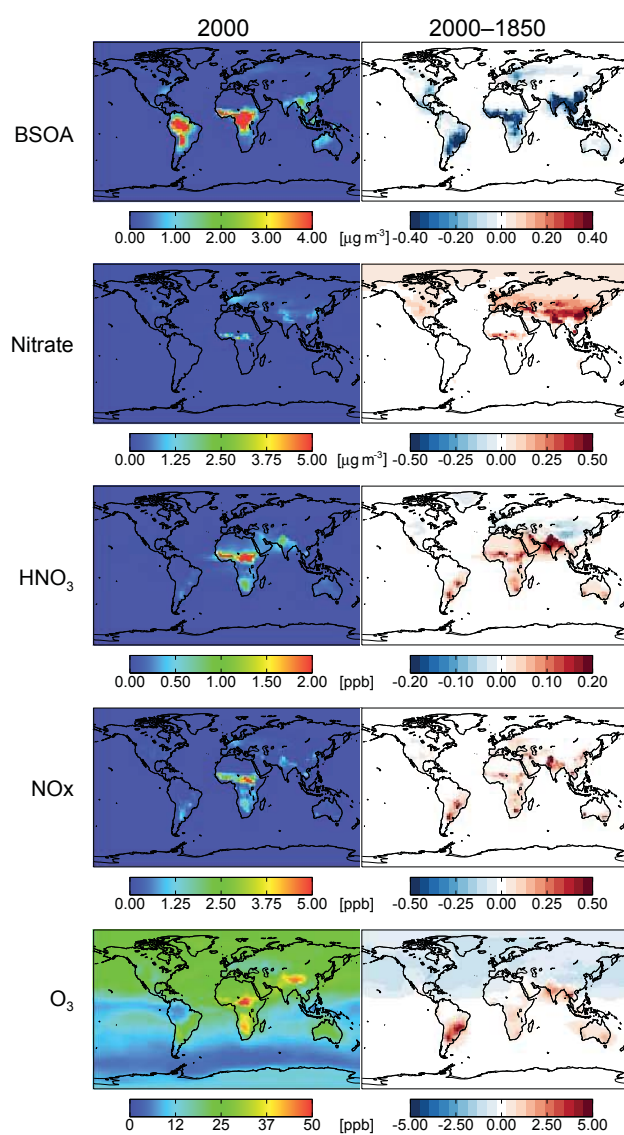 2000 2000–1850
BSOA
0.00 1.00 2.00 3.00 4.00 [μg m⁻³] -0.40 -0.20 0.00 0.20 0.40
Nitrate
0.00 1.25 2.50 3.75 5.00 [μg m⁻³] -0.50 -0.25 0.00 0.25 0.50
HNO₃
0.00 0.50 1.00 1.50 2.00 [ppb] -0.20 -0.10 0.00 0.10 0.20
NOx
0.00 1.25 2.50 3.75 5.00 [ppb] -0.50 -0.25 0.00 0.25 0.50
O₃
0 12 25 37 50 [ppb] -5.00 -2.50 0.00 2.50 5.00